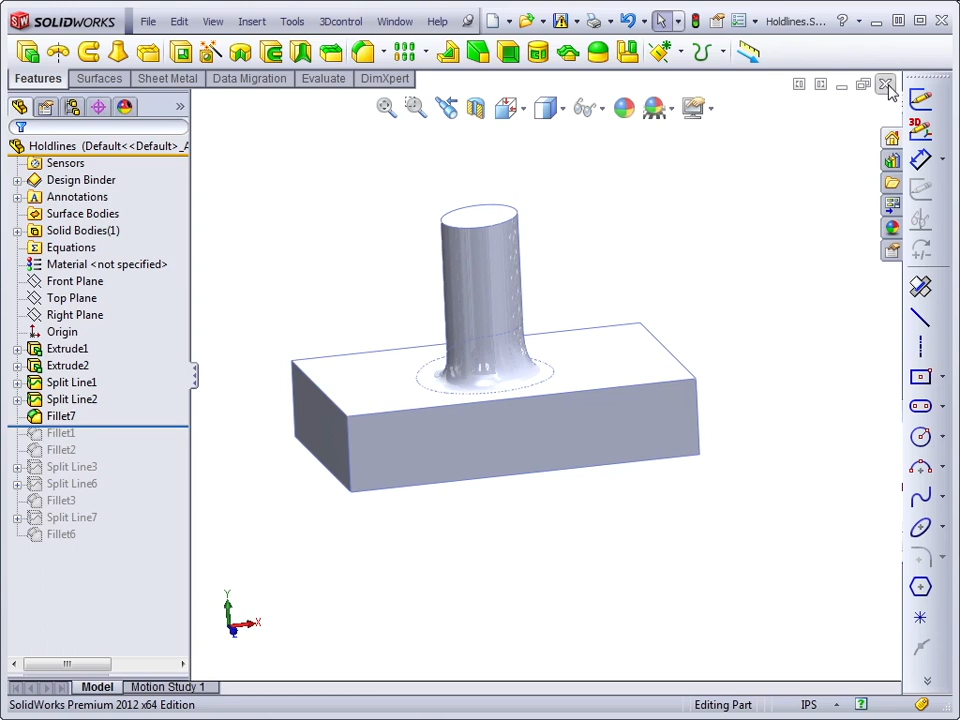 SOLIDWORKS File Edit View Insert Tools 3Dcontrol Window Help Holdlines.S...
Features Surfaces Sheet Metal Data Migration Evaluate DimXpert
3D
Holdlines (Default<<Default>_A
Sensors
Design Binder
Annotations
Surface Bodies
Solid Bodies(1)
Equations
Material <not specified>
Front Plane
Top Plane
Right Plane
Origin
Extrude1
Extrude2
Split Line1
Split Line2
Fillet7
Fillet1
Fillet2
Split Line3
Split Line6
Fillet3
Split Line7
Fillet6
Y
X
Z
Model Motion Study 1
SolidWorks Premium 2012 x64 Edition Editing Part IPS